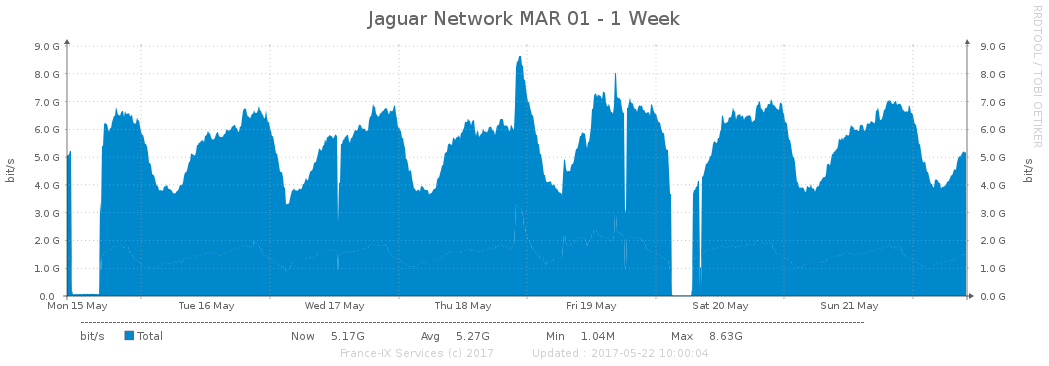 Jaguar Network MAR 01 - 1 Week
RRDTOOL / TOBI OETIKER
bit/s
9.0 G 9.0 G
8.0 G 8.0 G
7.0 G 7.0 G
6.0 G 6.0 G
5.0 G 5.0 G
4.0 G 4.0 G
3.0 G 3.0 G
2.0 G 2.0 G
1.0 G 1.0 G
0.0 0.0 G
bit/s
Mon 15 May Tue 16 May Wed 17 May Thu 18 May Fri 19 May Sat 20 May Sun 21 May
bit/s Total Now 5.17G Avg 5.27G Min 1.04M Max 8.63G
France-IX Services (c) 2017 Updated : 2017-05-22 10:00:04